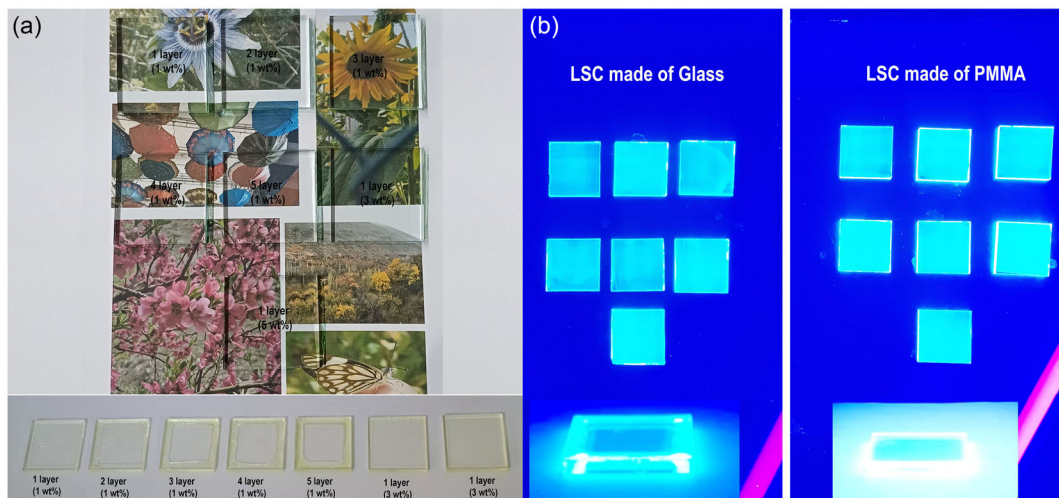 (a)
1 layer
(1 wt%)
2 layer
(1 wt%)
3 layer
(1 wt%)
4 layer
(1 wt%)
5 layer
(1 wt%)
1 layer
(3 wt%)
1 layer
(5 wt%)
1 layer
(1 wt%)
2 layer
(1 wt%)
3 layer
(1 wt%)
4 layer
(1 wt%)
5 layer
(1 wt%)
1 layer
(3 wt%)
1 layer
(3 wt%)
(b)
LSC made of Glass
LSC made of PMMA